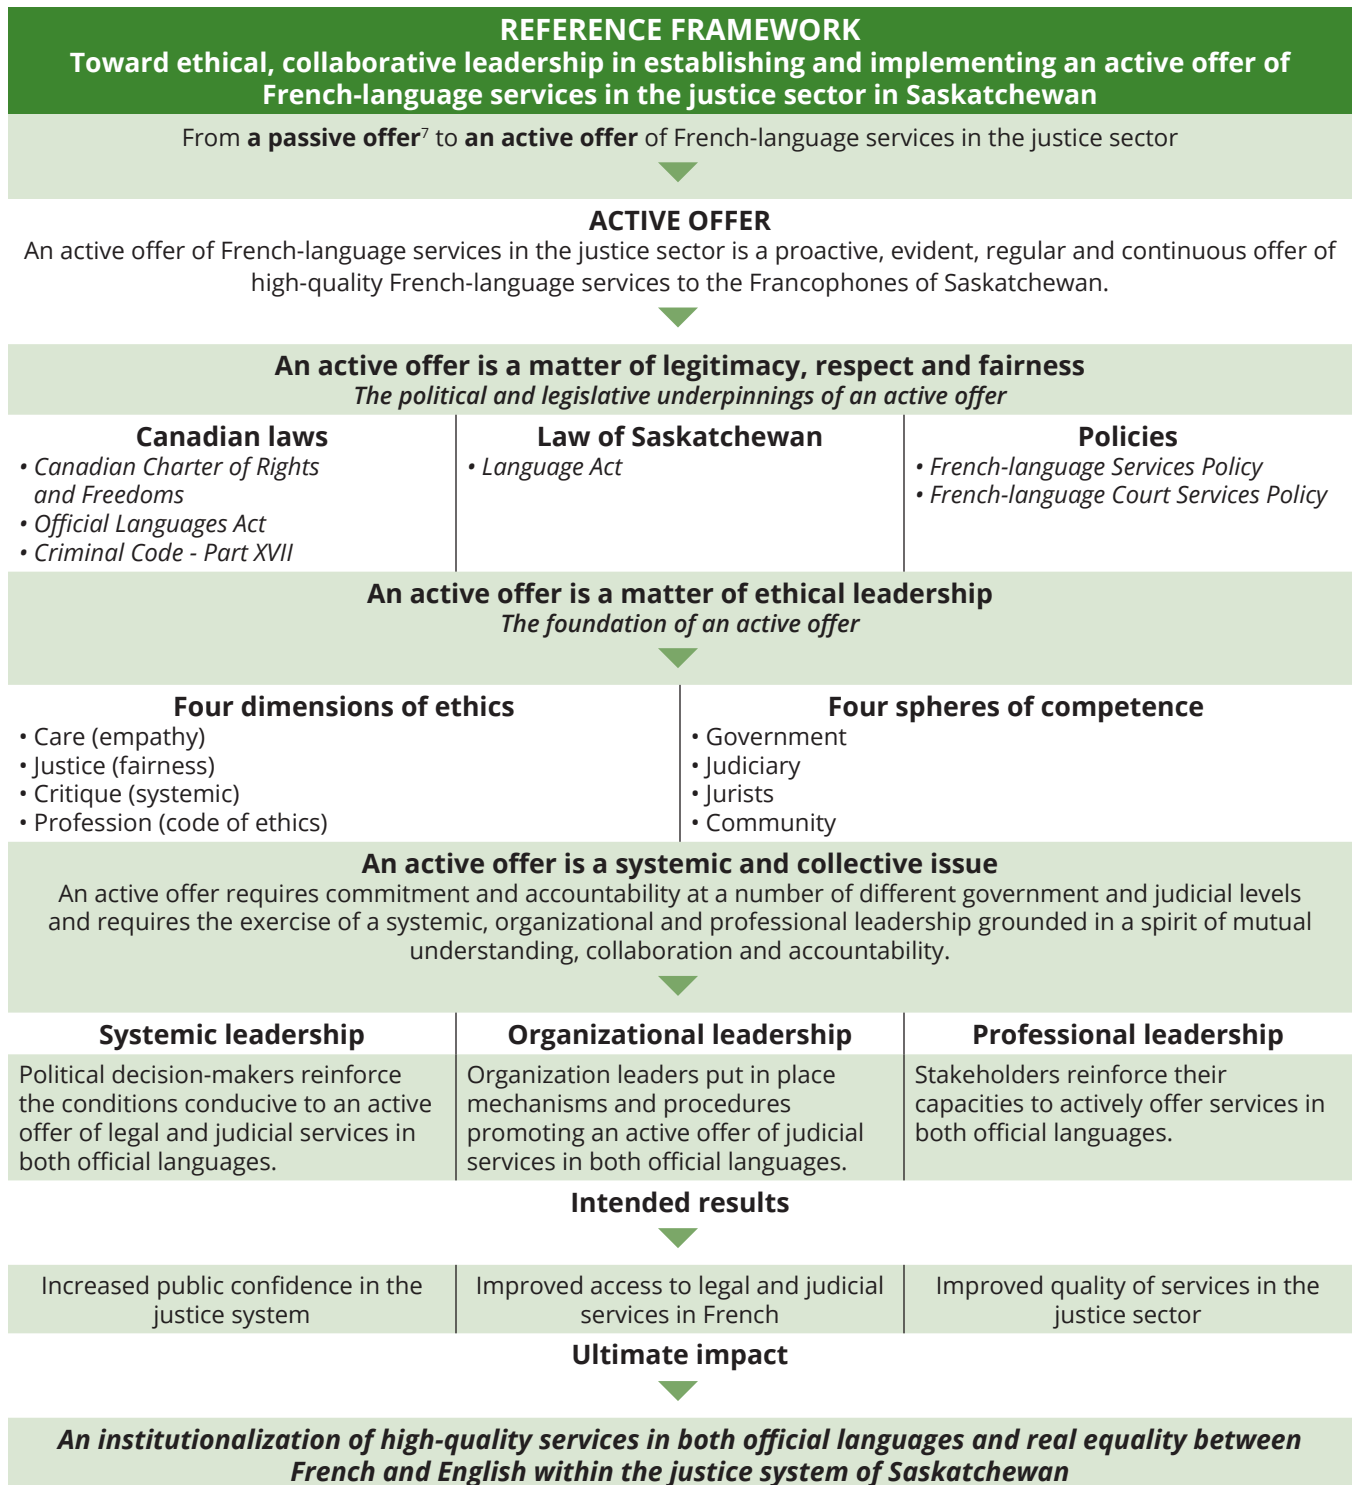 REFERENCE FRAMEWORK
Toward ethical, collaborative leadership in establishing and implementing an active offer of
French-language services in the justice sector in Saskatchewan
From a passive offer⁷ to an active offer of French-language services in the justice sector
ACTIVE OFFER
An active offer of French-language services in the justice sector is a proactive, evident, regular and continuous offer of
high-quality French-language services to the Francophones of Saskatchewan.
An active offer is a matter of legitimacy, respect and fairness
The political and legislative underpinnings of an active offer
Canadian laws
• Canadian Charter of Rights
and Freedoms
• Official Languages Act
• Criminal Code - Part XVII
Law of Saskatchewan
• Language Act
Policies
• French-language Services Policy
• French-language Court Services Policy
An active offer is a matter of ethical leadership
The foundation of an active offer
Four dimensions of ethics
• Care (empathy)
• Justice (fairness)
• Critique (systemic)
• Profession (code of ethics)
Four spheres of competence
• Government
• Judiciary
• Jurists
• Community
An active offer is a systemic and collective issue
An active offer requires commitment and accountability at a number of different government and judicial levels
and requires the exercise of a systemic, organizational and professional leadership grounded in a spirit of mutual
understanding, collaboration and accountability.
Systemic leadership
Political decision-makers reinforce
the conditions conducive to an active
offer of legal and judicial services in
both official languages.
Organizational leadership
Organization leaders put in place
mechanisms and procedures
promoting an active offer of judicial
services in both official languages.
Professional leadership
Stakeholders reinforce their
capacities to actively offer services in
both official languages.
Intended results
Increased public confidence in the
justice system
Improved access to legal and judicial
services in French
Improved quality of services in the
justice sector
Ultimate impact
An institutionalization of high-quality services in both official languages and real equality between
French and English within the justice system of Saskatchewan